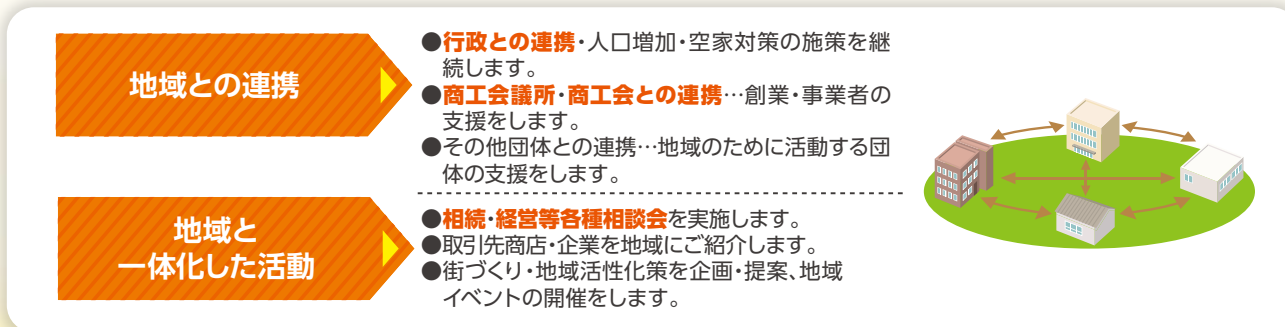 地域との連携
●行政との連携・人口増加・空家対策の施策を継
続します。
●商工会議所・商工会との連携…創業・事業者の
支援をします。
●その他団体との連携…地域のために活動する団
体の支援をします。
地域と
一体化した活動
●相続・経営等各種相談会を実施します。
●取引先商店・企業を地域にご紹介します。
●街づくり・地域活性化策を企画・提案、地域
イベントの開催をします。